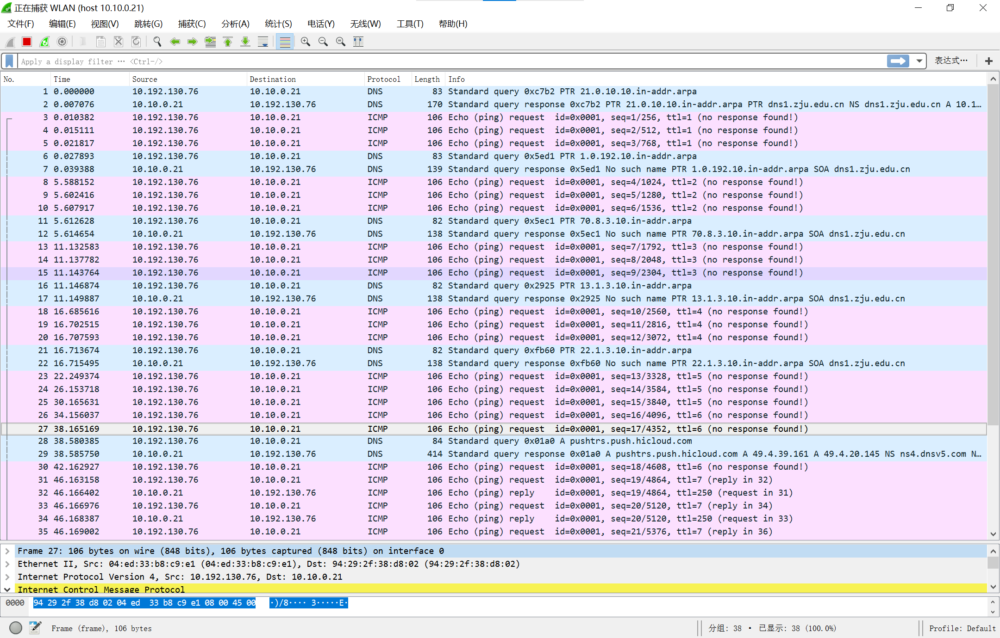 正在捕获 WLAN (host 10.10.0.21)
文件(F) 编辑(E) 视图(V) 跳转(G) 捕获(C) 分析(A) 统计(S) 电话(Y) 无线(W) 工具(T) 帮助(H)
Apply a display filter … <Ctrl-/> 表达式… +
No. Time Source Destination Protocol Length Info
1 0.000000 10.192.130.76 10.10.0.21 DNS 83 Standard query 0xc7b2 PTR 21.0.10.10.in-addr.arpa
2 0.007076 10.10.0.21 10.192.130.76 DNS 170 Standard query response 0xc7b2 PTR 21.0.10.10.in-addr.arpa PTR dns1.zju.edu.cn NS dns1.zju.edu.cn A 10.1…
3 0.010382 10.192.130.76 10.10.0.21 ICMP 106 Echo (ping) request id=0x0001, seq=1/256, ttl=1 (no response found!)
4 0.015111 10.192.130.76 10.10.0.21 ICMP 106 Echo (ping) request id=0x0001, seq=2/512, ttl=1 (no response found!)
5 0.021817 10.192.130.76 10.10.0.21 ICMP 106 Echo (ping) request id=0x0001, seq=3/768, ttl=1 (no response found!)
6 0.027893 10.192.130.76 10.10.0.21 DNS 83 Standard query 0x5ed1 PTR 1.0.192.10.in-addr.arpa
7 0.039388 10.10.0.21 10.192.130.76 DNS 139 Standard query response 0x5ed1 No such name PTR 1.0.192.10.in-addr.arpa SOA dns1.zju.edu.cn
8 5.588152 10.192.130.76 10.10.0.21 ICMP 106 Echo (ping) request id=0x0001, seq=4/1024, ttl=2 (no response found!)
9 5.602416 10.192.130.76 10.10.0.21 ICMP 106 Echo (ping) request id=0x0001, seq=5/1280, ttl=2 (no response found!)
10 5.607917 10.192.130.76 10.10.0.21 ICMP 106 Echo (ping) request id=0x0001, seq=6/1536, ttl=2 (no response found!)
11 5.612628 10.192.130.76 10.10.0.21 DNS 82 Standard query 0x5ec1 PTR 70.8.3.10.in-addr.arpa
12 5.614654 10.10.0.21 10.192.130.76 DNS 138 Standard query response 0x5ec1 No such name PTR 70.8.3.10.in-addr.arpa SOA dns1.zju.edu.cn
13 11.132583 10.192.130.76 10.10.0.21 ICMP 106 Echo (ping) request id=0x0001, seq=7/1792, ttl=3 (no response found!)
14 11.137782 10.192.130.76 10.10.0.21 ICMP 106 Echo (ping) request id=0x0001, seq=8/2048, ttl=3 (no response found!)
15 11.143764 10.192.130.76 10.10.0.21 ICMP 106 Echo (ping) request id=0x0001, seq=9/2304, ttl=3 (no response found!)
16 11.146874 10.192.130.76 10.10.0.21 DNS 82 Standard query 0x2925 PTR 13.1.3.10.in-addr.arpa
17 11.149887 10.10.0.21 10.192.130.76 DNS 138 Standard query response 0x2925 No such name PTR 13.1.3.10.in-addr.arpa SOA dns1.zju.edu.cn
18 16.685616 10.192.130.76 10.10.0.21 ICMP 106 Echo (ping) request id=0x0001, seq=10/2560, ttl=4 (no response found!)
19 16.702515 10.192.130.76 10.10.0.21 ICMP 106 Echo (ping) request id=0x0001, seq=11/2816, ttl=4 (no response found!)
20 16.707593 10.192.130.76 10.10.0.21 ICMP 106 Echo (ping) request id=0x0001, seq=12/3072, ttl=4 (no response found!)
21 16.713674 10.192.130.76 10.10.0.21 DNS 82 Standard query 0xfb60 PTR 22.1.3.10.in-addr.arpa
22 16.715495 10.10.0.21 10.192.130.76 DNS 138 Standard query response 0xfb60 No such name PTR 22.1.3.10.in-addr.arpa SOA dns1.zju.edu.cn
23 22.249374 10.192.130.76 10.10.0.21 ICMP 106 Echo (ping) request id=0x0001, seq=13/3328, ttl=5 (no response found!)
24 26.153718 10.192.130.76 10.10.0.21 ICMP 106 Echo (ping) request id=0x0001, seq=14/3584, ttl=5 (no response found!)
25 30.165631 10.192.130.76 10.10.0.21 ICMP 106 Echo (ping) request id=0x0001, seq=15/3840, ttl=5 (no response found!)
26 34.156037 10.192.130.76 10.10.0.21 ICMP 106 Echo (ping) request id=0x0001, seq=16/4096, ttl=6 (no response found!)
27 38.165169 10.192.130.76 10.10.0.21 ICMP 106 Echo (ping) request id=0x0001, seq=17/4352, ttl=6 (no response found!)
28 38.580385 10.192.130.76 10.10.0.21 DNS 84 Standard query 0x01a0 A pushtrs.push.hicloud.com
29 38.585750 10.10.0.21 10.192.130.76 DNS 414 Standard query response 0x01a0 A pushtrs.push.hicloud.com A 49.4.39.161 A 49.4.20.145 NS ns4.dnsv5.com N…
30 42.162927 10.192.130.76 10.10.0.21 ICMP 106 Echo (ping) request id=0x0001, seq=18/4608, ttl=6 (no response found!)
31 46.163158 10.192.130.76 10.10.0.21 ICMP 106 Echo (ping) request id=0x0001, seq=19/4864, ttl=7 (reply in 32)
32 46.166402 10.10.0.21 10.192.130.76 ICMP 106 Echo (ping) reply id=0x0001, seq=19/4864, ttl=250 (request in 31)
33 46.166976 10.192.130.76 10.10.0.21 ICMP 106 Echo (ping) request id=0x0001, seq=20/5120, ttl=7 (reply in 34)
34 46.168387 10.10.0.21 10.192.130.76 ICMP 106 Echo (ping) reply id=0x0001, seq=20/5120, ttl=250 (request in 33)
35 46.169002 10.192.130.76 10.10.0.21 ICMP 106 Echo (ping) request id=0x0001, seq=21/5376, ttl=7 (reply in 36)
Frame 27: 106 bytes on wire (848 bits), 106 bytes captured (848 bits) on interface 0
Ethernet II, Src: 04:ed:33:b8:c9:e1 (04:ed:33:b8:c9:e1), Dst: 94:29:2f:38:d8:02 (94:29:2f:38:d8:02)
Internet Protocol Version 4, Src: 10.192.130.76, Dst: 10.10.0.21
Internet Control Message Protocol
0000 94 29 2f 38 d8 02 04 ed 33 b8 c9 e1 08 00 45 00 ·)/8···· 3·····E·
Frame (frame), 106 bytes 分组: 38 · 已显示: 38 (100.0%) Profile: Default